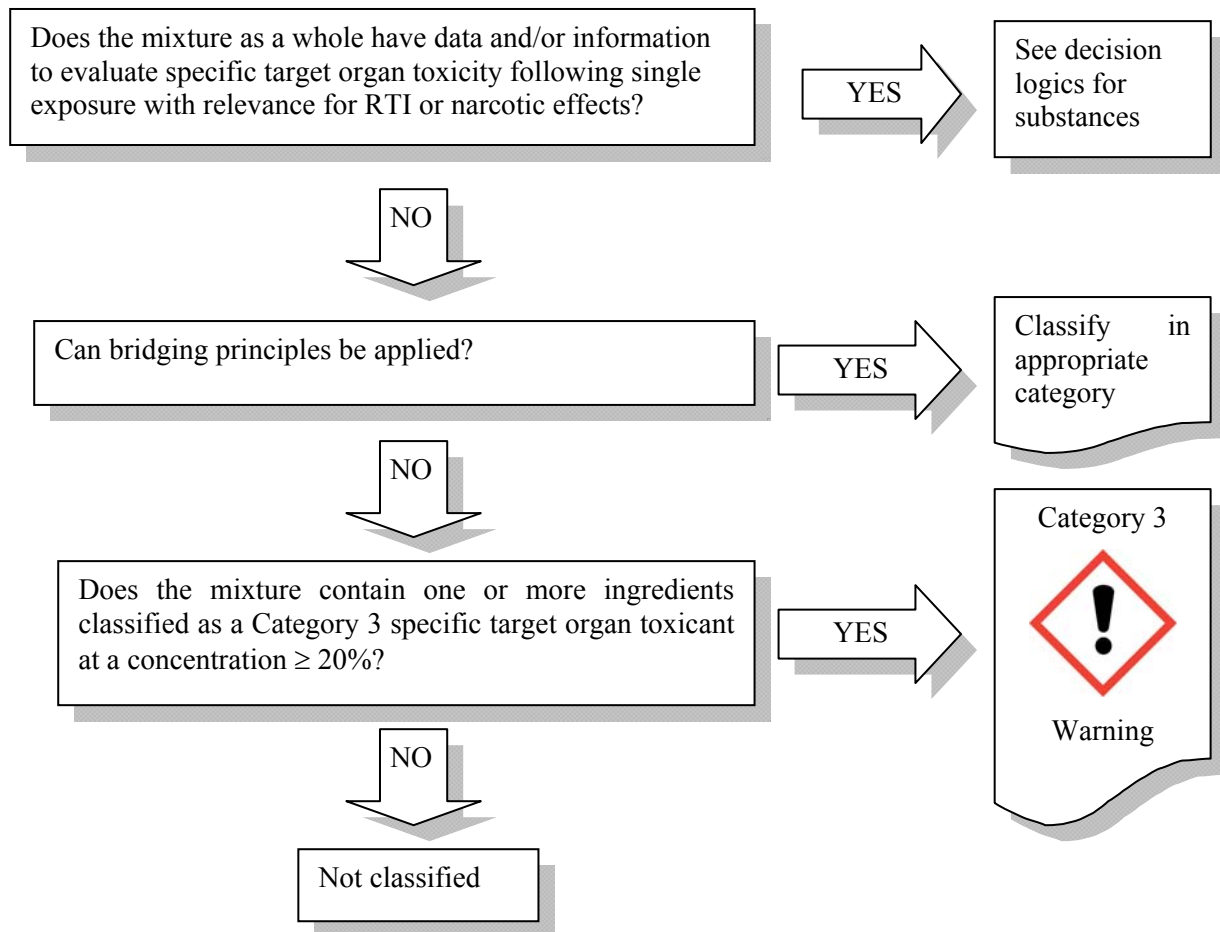 Does the mixture as a whole have data and/or information
to evaluate specific target organ toxicity following single
exposure with relevance for RTI or narcotic effects?
YES
See decision
logics for
substances
NO
Can bridging principles be applied?
YES
Classify in
appropriate
category
NO
Does the mixture contain one or more ingredients
classified as a Category 3 specific target organ toxicant
at a concentration ≥ 20%?
YES
Category 3
Warning
NO
Not classified